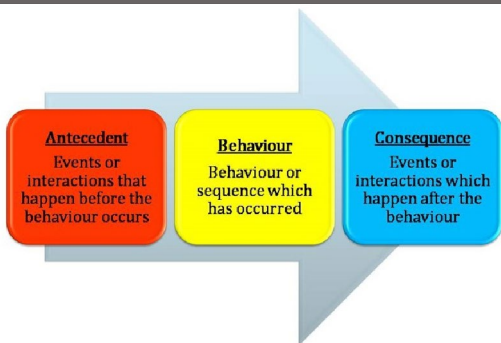 Antecedent
Events or
interactions that
happen before the
behaviour occurs
Behaviour
Behaviour or
sequence which
has occurred
Consequence
Events or
interactions which
happen after the
behaviour